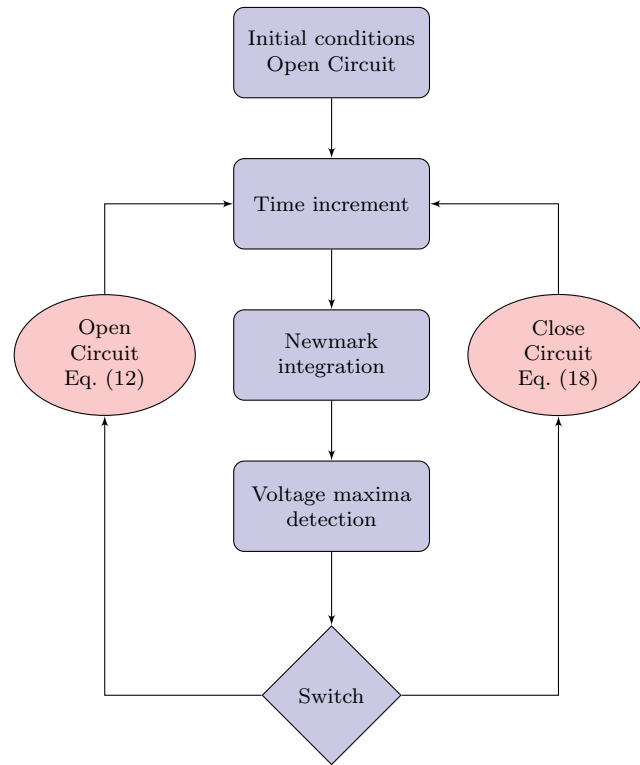 Initial conditions
Open Circuit
Time increment
Open
Circuit
Eq. (12)
Newmark
integration
Close
Circuit
Eq. (18)
Voltage maxima
detection
Switch